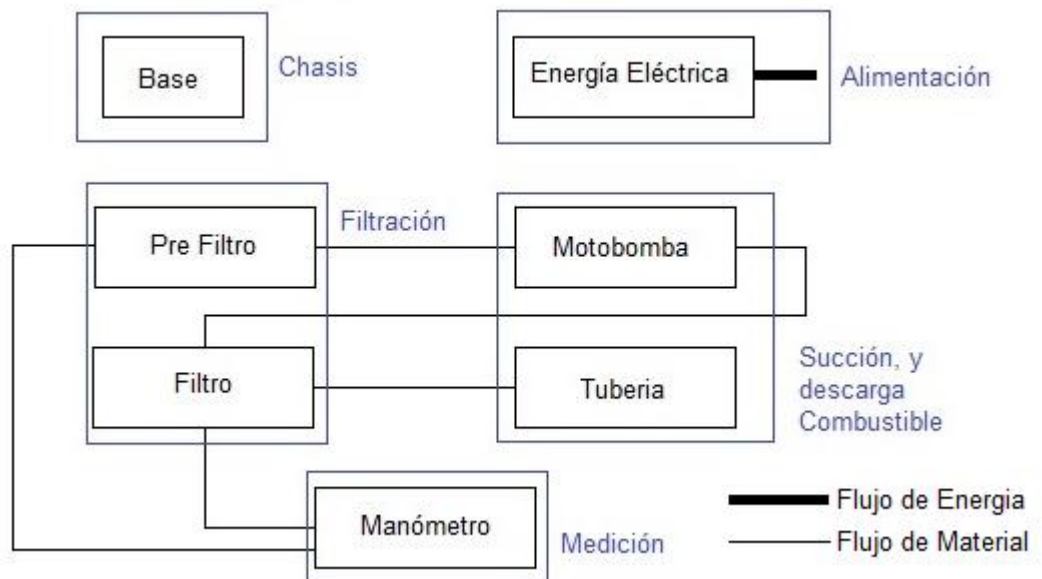 Base
Chasis
Energía Eléctrica
Alimentación
Pre Filtro
Filtración
Motobomba
Filtro
Tuberia
Succión, y
descarga
Combustible
Manómetro
Medición
Flujo de Energia
Flujo de Material